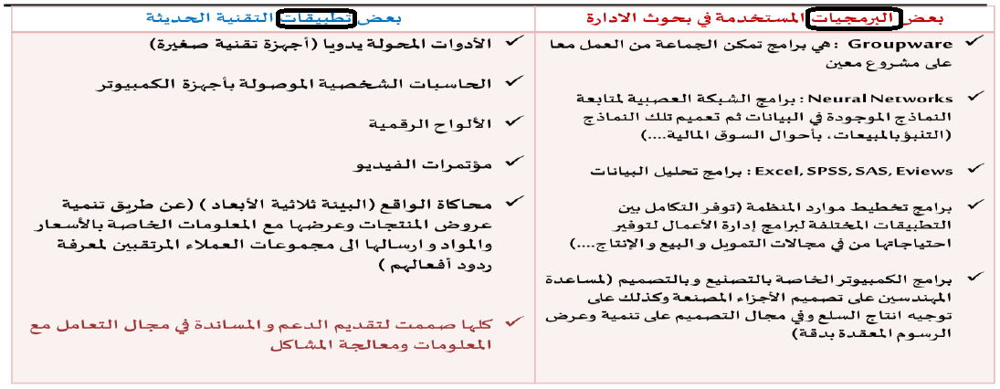 بعض البرمجيات المستخدمة في بحوث الادارة
Groupware : هي برامج تمكن الجماعة من العمل معا
على مشروع معين
Neural Networks : برامج الشبكة العصبية لمتابعة
النماذج الموجودة في البيانات ثم تعميم تلك النماذج
(التنبؤ بالمبيعات، بأحوال السوق المالية....)
Excel, SPSS, SAS, Eviews : برامج تحليل البيانات
برامج تخطيط موارد المنظمة (توفر التكامل بين
التطبيقات المختلفة لبرامج إدارة الأعمال لتوفير
احتياجاتها من في مجالات التمويل و البيع و الإنتاج....)
برامج الكمبيوتر الخاصة بالتصنيع و بالتصميم (لمساعدة
المهندسين على تصميم الأجزاء المصنعة وكذلك على
توجيه انتاج السلع وفي مجال التصميم على تنمية وعرض
الرسوم المعقدة بدقة)
بعض تطبيقات التقنية الحديثة
الأدوات المحولة يدويا (أجهزة تقنية صغيرة)
الحاسبات الشخصية الموصولة بأجهزة الكمبيوتر
الألواح الرقمية
مؤتمرات الفيديو
محاكاة الواقع (البيئة ثلاثية الأبعاد ) (عن طريق تنمية
عروض المنتجات وعرضها مع المعلومات الخاصة بالأسعار
والمواد و ارسالها الى مجموعات العملاء المرتقبين لمعرفة
ردود أفعالهم )
كلها صممت لتقديم الدعم و المساندة في مجال التعامل مع
المعلومات ومعالجة المشاكل